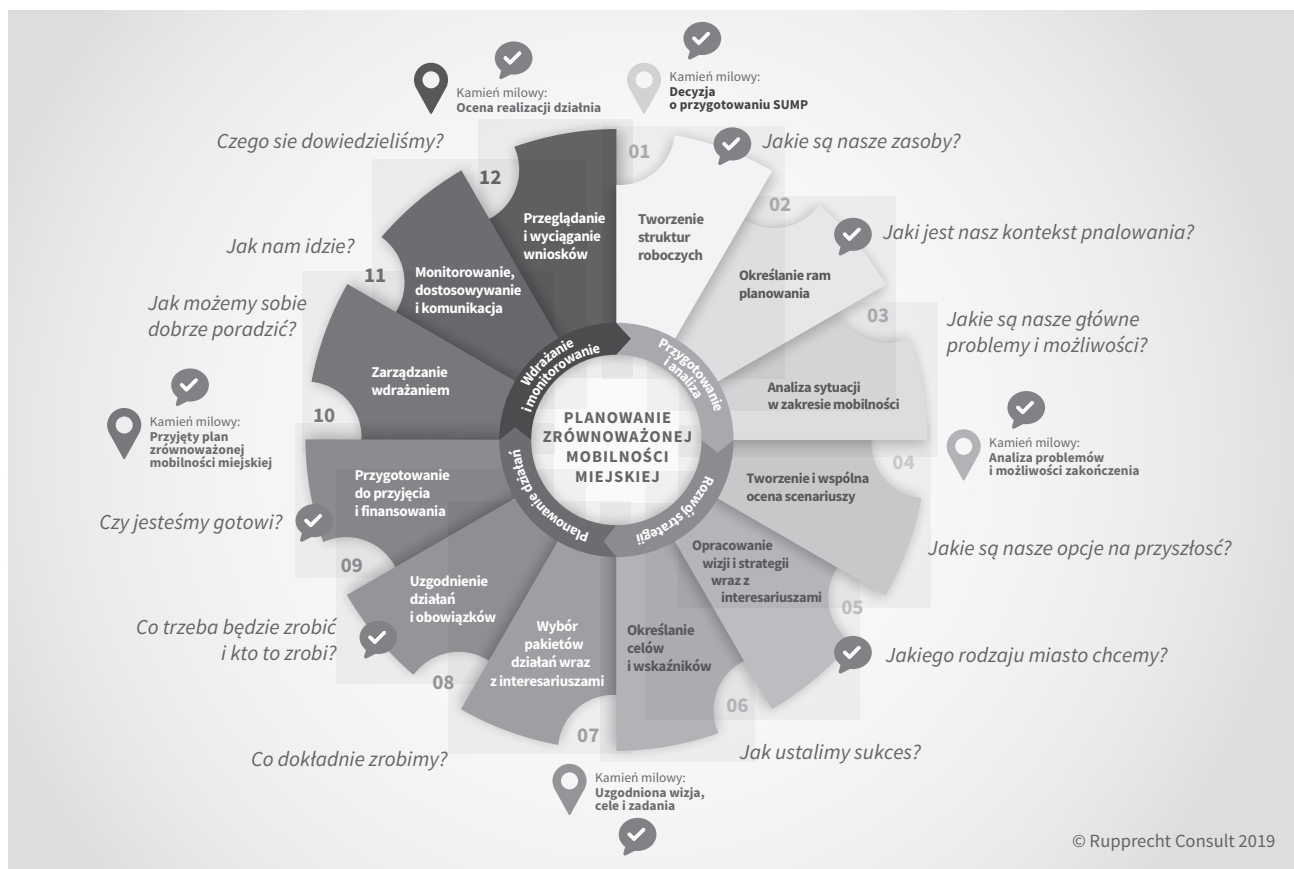 Kamień milowy:
Ocena realizacji działnia
Kamień milowy:
Decyzja
o przygotowaniu SUMP
Czego sie dowiedzieliśmy?
Jakie są nasze zasoby?
01
Tworzenie
struktur
roboczych
02
Określanie ram
planowania
Jaki jest nasz kontekst pnalowania?
03
Analiza sytuacji
w zakresie mobilności
Jakie są nasze główne
problemy i możliwości?
Kamień milowy:
Analiza problemów
i możliwości zakończenia
04
Tworzenie i wspólna
ocena scenariuszy
Jakie są nasze opcje na przyszłość?
05
Opracowanie
wizji i strategii
wraz z
interesariuszami
Jakiego rodzaju miasto chcemy?
06
Określanie
celów
i wskaźników
Jak ustalimy sukces?
Kamień milowy:
Uzgodniona wizja,
cele i zadania
07
Wybór
pakietów
działań wraz
z interesariuszami
Co dokładnie zrobimy?
08
Uzgodnienie
działań
i obowiązków
Co trzeba będzie zrobić
i kto to zrobi?
09
Przygotowanie
do przyjęcia
i finansowania
Czy jesteśmy gotowi?
Kamień milowy:
Przyjęty plan
zrównoważonej
mobilności miejskiej
10
Zarządzanie
wdrażaniem
Jak możemy sobie
dobrze poradzić?
11
Monitorowanie,
dostosowywanie
i komunikacja
Jak nam idzie?
12
Przeglądanie
i wyciąganie
wniosków
Przygotowanie
i analiza
Rozwój strategii
Planowanie działań
Wdrażanie
i monitorowanie
PLANOWANIE
ZRÓWNOWAŻONEJ
MOBILNOŚCI
MIEJSKIEJ
© Rupprecht Consult 2019